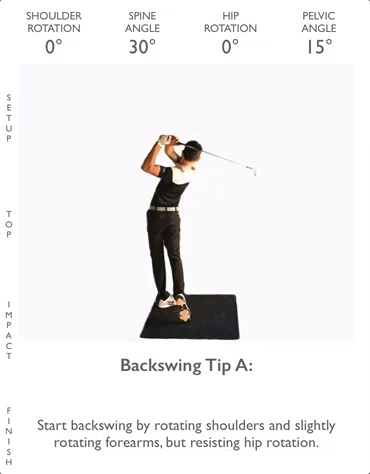 SHOULDER ROTATION
0°
SPINE ANGLE
30°
HIP ROTATION
0°
PELVIC ANGLE
15°
SETUP
TOP
IMPACT
FINISH
Backswing Tip A:
Start backswing by rotating shoulders and slightly
rotating forearms, but resisting hip rotation.